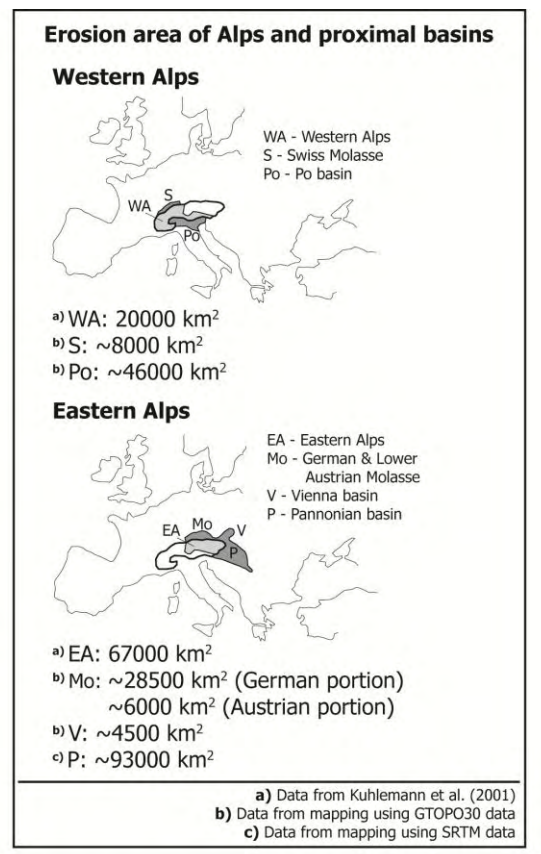 Erosion area of Alps and proximal basins
Western Alps
WA - Western Alps
S - Swiss Molasse
Po - Po basin
S
WA
Po
a) WA: 20000 km²
b) S: ~8000 km²
b) Po: ~46000 km²
Eastern Alps
EA - Eastern Alps
Mo - German & Lower
Austrian Molasse
V - Vienna basin
P - Pannonian basin
EA
Mo
V
P
a) EA: 67000 km²
b) Mo: ~28500 km² (German portion)
~6000 km² (Austrian portion)
b) V: ~4500 km²
c) P: ~93000 km²
a) Data from Kuhlemann et al. (2001)
b) Data from mapping using GTOPO30 data
c) Data from mapping using SRTM data